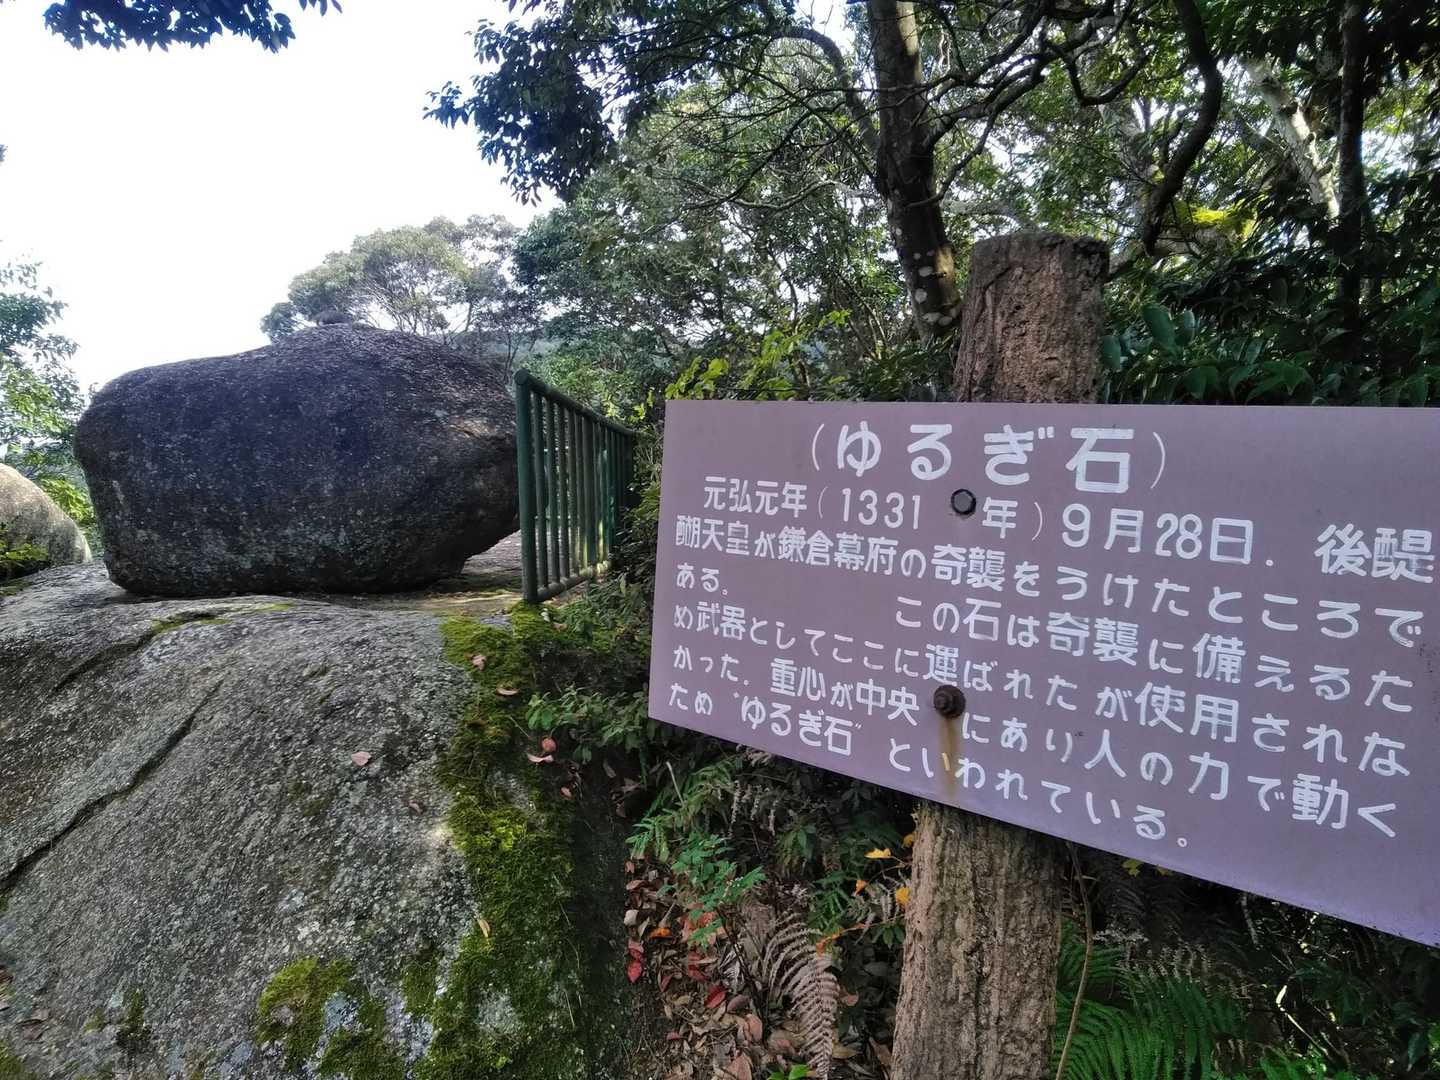 (ゆるぎ石)
元弘元年(1331年)9月28日.後醍
醐天皇が鎌倉幕府の奇襲をうけたところで
ある。 この石は奇襲に備えるた
め武器としてここに運ばれたが使用されな
かった.重心が中央にあり人の力で動く
ため“ゆるぎ石”といわれている。